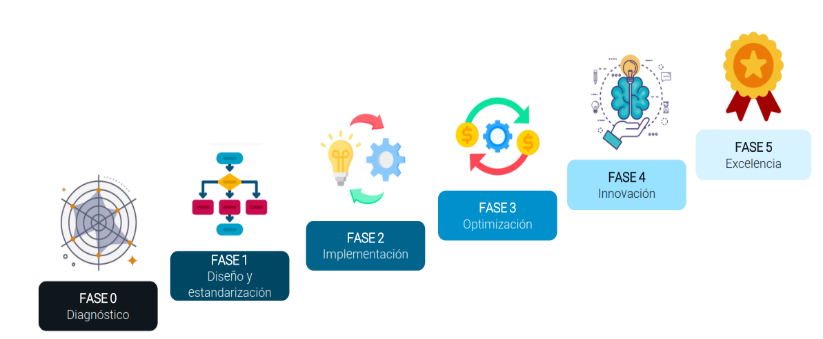 FASE 0
Diagnóstico
FASE 1
Diseño y
estandarización
FASE 2
Implementación
FASE 3
Optimización
FASE 4
Innovación
FASE 5
Excelencia